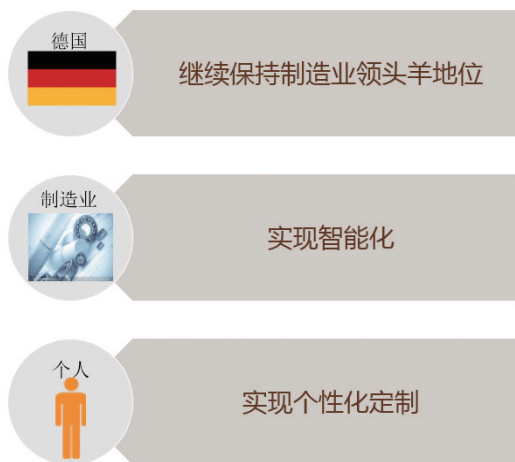 德国
继续保持制造业领头羊地位
制造业
实现智能化
个人
实现个性化定制